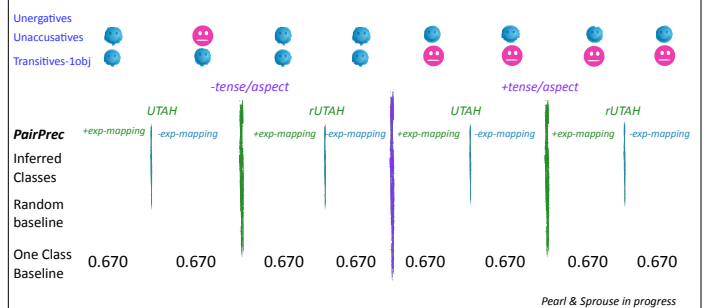 Unergatives
Unaccusatives
Transitives-1obj
-tense/aspect +tense/aspect
UTAH rUTAH UTAH rUTAH
PairPrec +exp-mapping -exp-mapping +exp-mapping -exp-mapping +exp-mapping -exp-mapping +exp-mapping -exp-mapping
Inferred
Classes
Random
baseline
One Class
Baseline
0.670 0.670 0.670 0.670 0.670 0.670 0.670 0.670
Pearl & Sprouse in progress